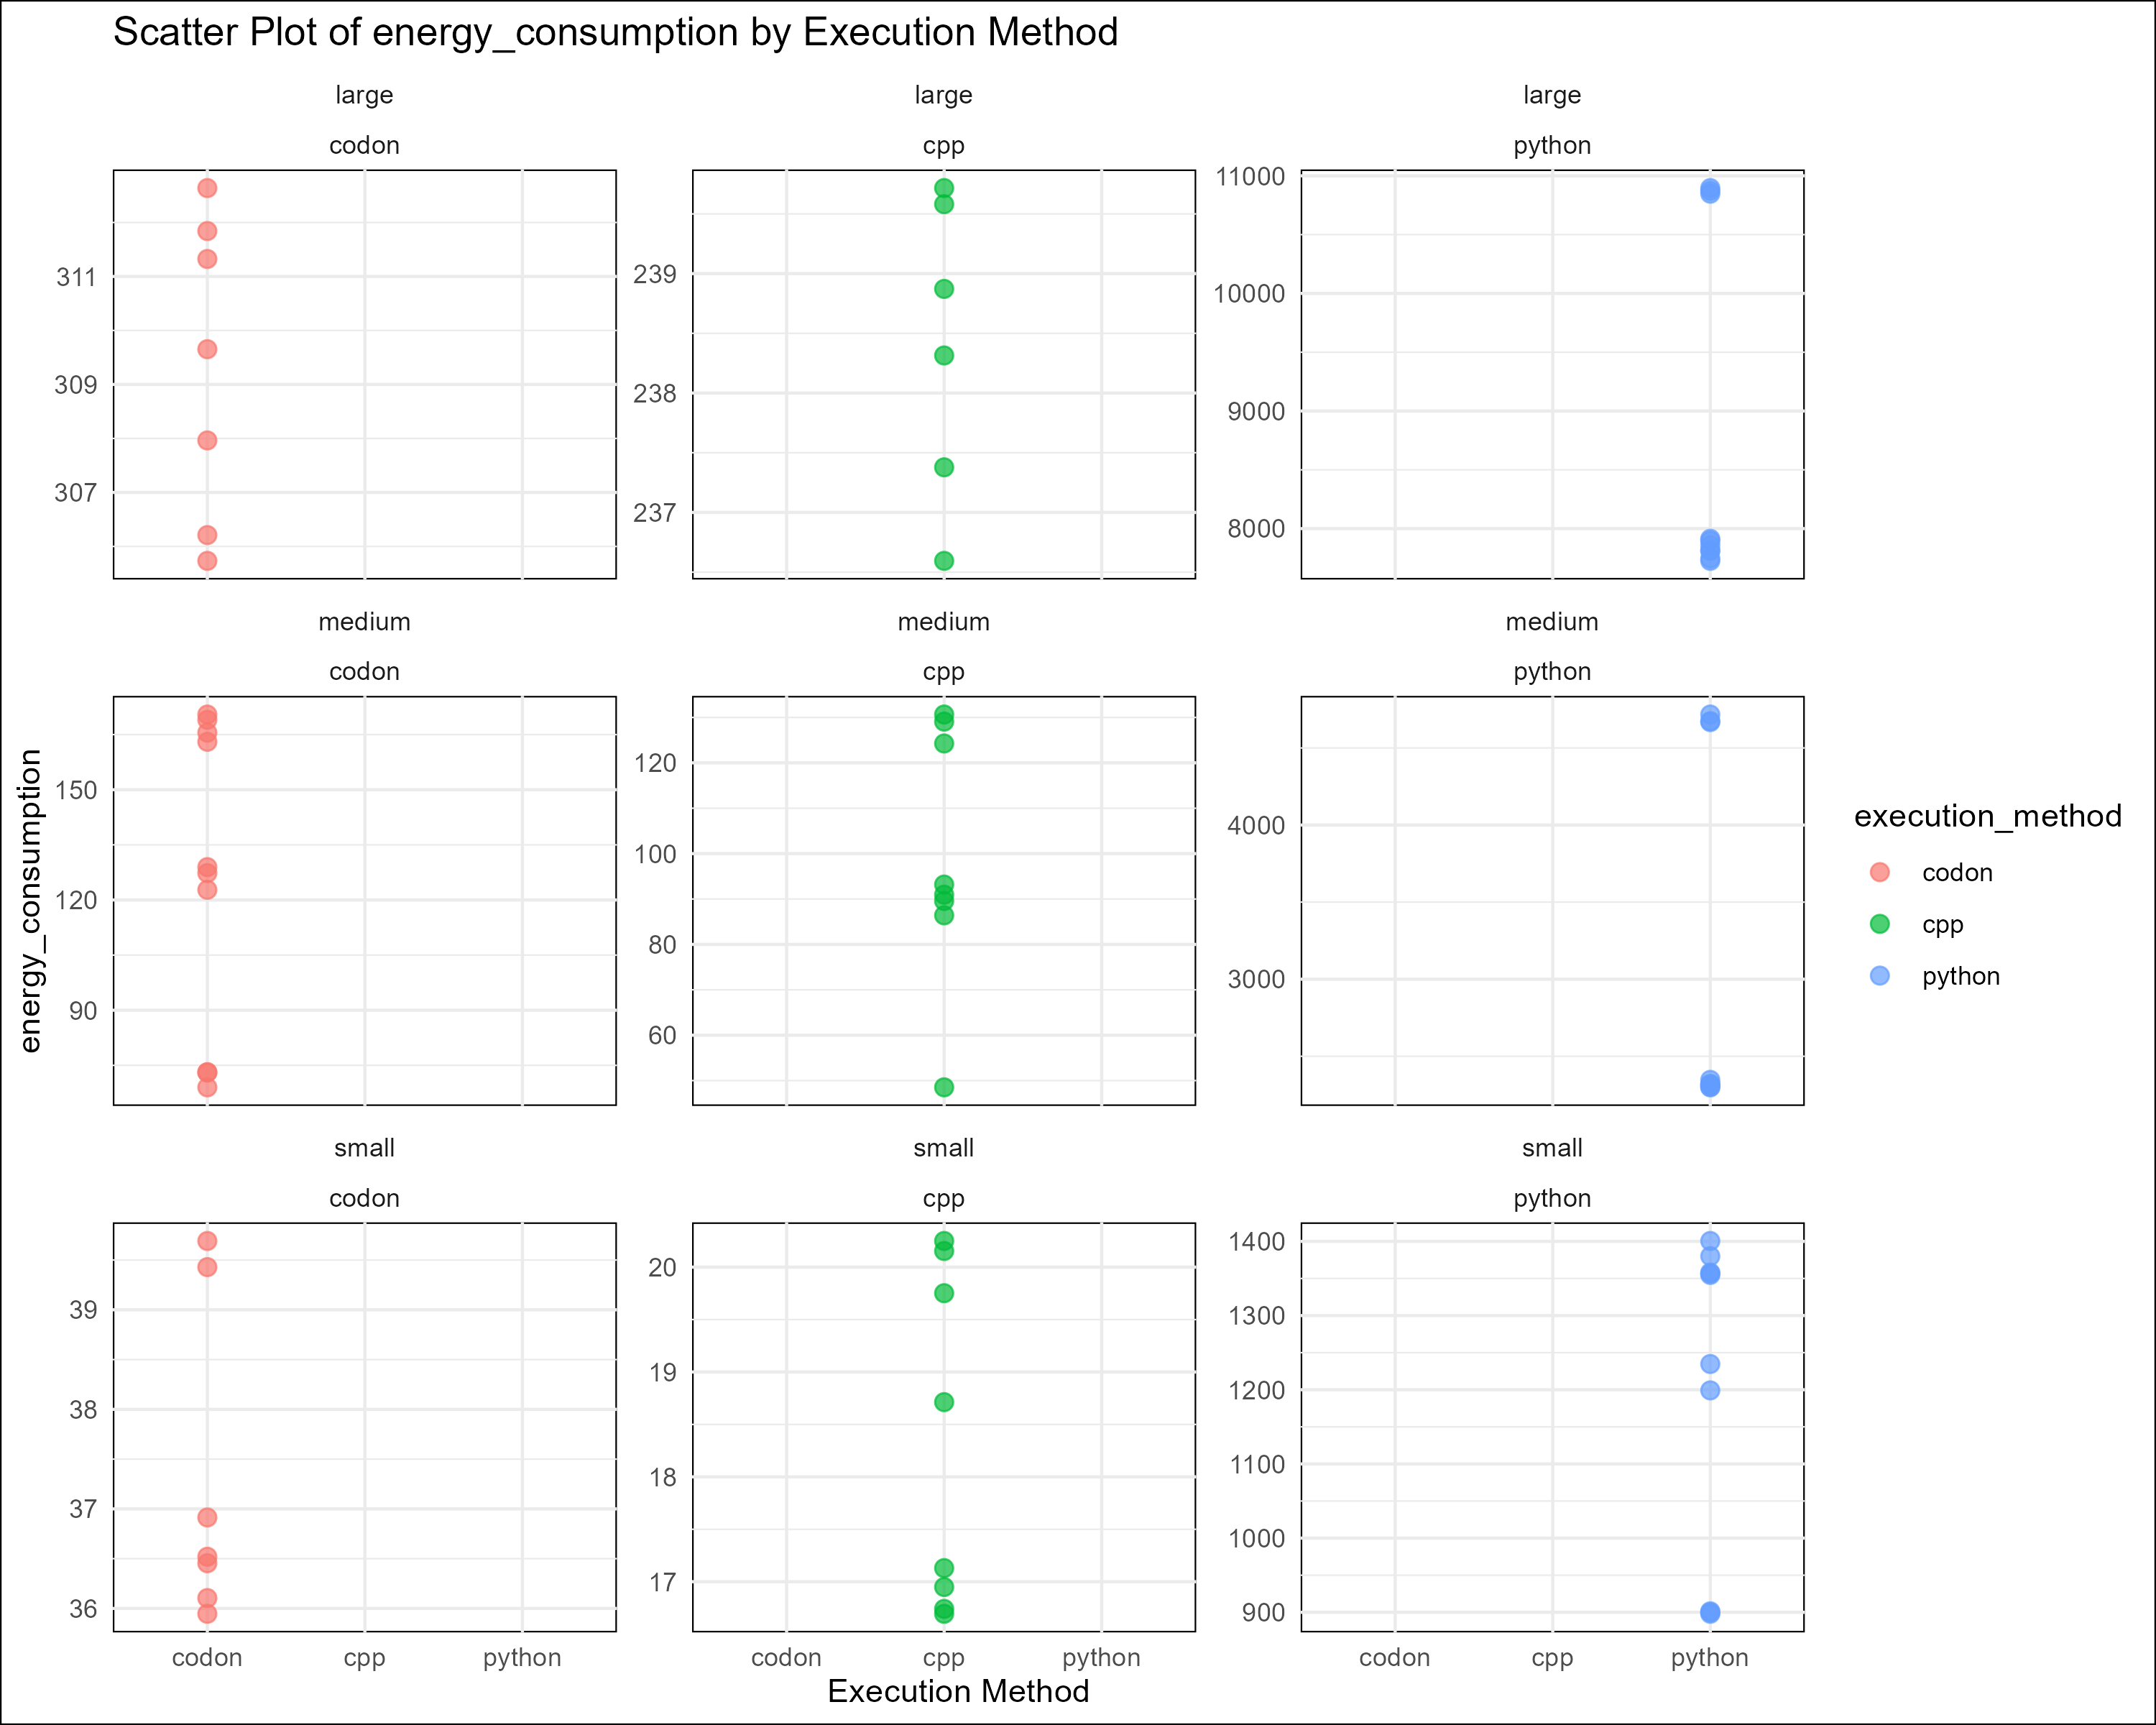 Scatter Plot of energy_consumption by Execution Method
large
large
large
codon
cpp
python
311
309
307
239
238
237
11000
10000
9000
8000
medium
medium
medium
codon
cpp
python
150
120
90
120
100
80
60
4000
3000
small
small
small
codon
cpp
python
39
38
37
36
20
19
18
17
1400
1300
1200
1100
1000
900
codon cpp python
codon cpp python
codon cpp python
Execution Method
energy_consumption
execution_method
codon
cpp
python